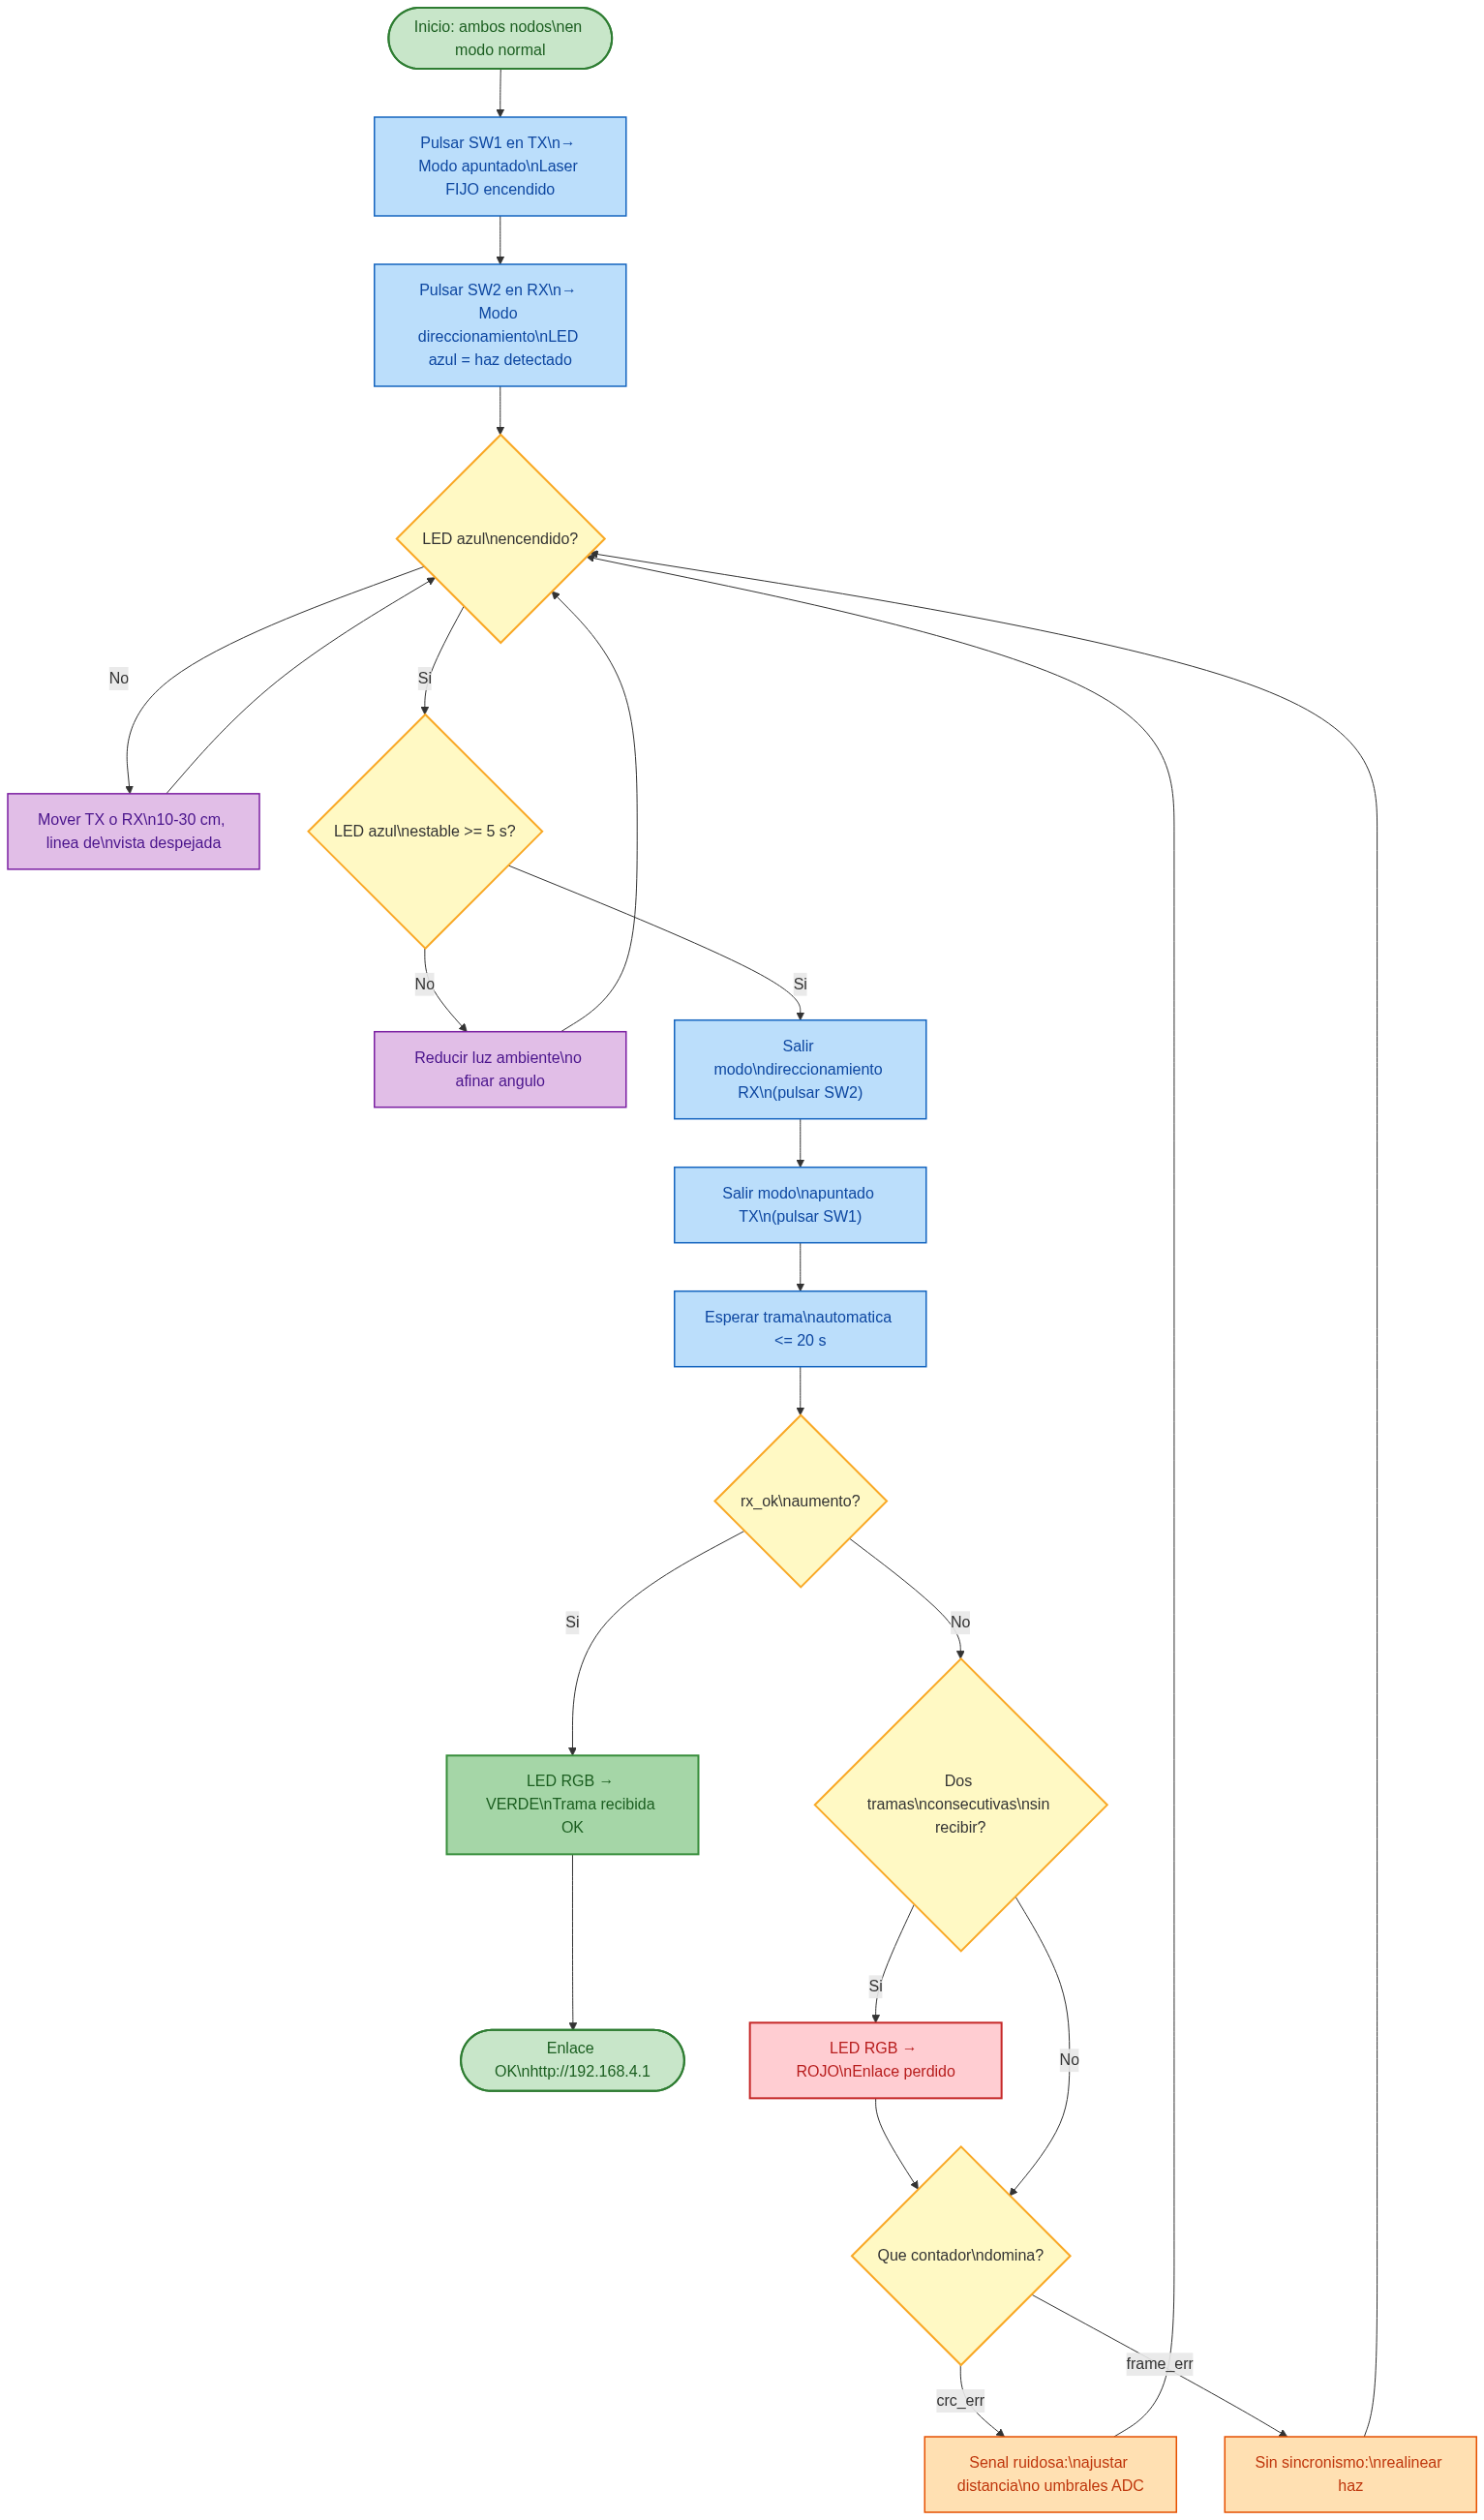 Inicio: ambos nodos\nen
modo normal
Pulsar SW1 en TX\n→
Modo apuntado\nLaser
FIJO encendido
Pulsar SW2 en RX\n→
Modo
direccionamiento\nLED
azul = haz detectado
LED azul\nencendido?
No
Si
Mover TX o RX\n10-30 cm,
linea de\nvista despejada
LED azul\nestable >= 5 s?
No
Si
Reducir luz ambiente\no
afinar angulo
Salir
modo\ndireccionamiento
RX\n(pulsar SW2)
Salir modo\napuntado
TX\n(pulsar SW1)
Esperar trama\nautomatica
<= 20 s
rx_ok\naumento?
Si
No
LED RGB →
VERDE\nTrama recibida
OK
Dos
tramas\nconsecutivas\nsin
recibir?
Si
No
Enlace
OK\nhttp://192.168.4.1
LED RGB →
ROJO\nEnlace perdido
Que contador\ndomina?
frame_err
crc_err
Senal ruidosa:\najustar
distancia\no umbrales ADC
Sin sincronismo:\nrealinear
haz